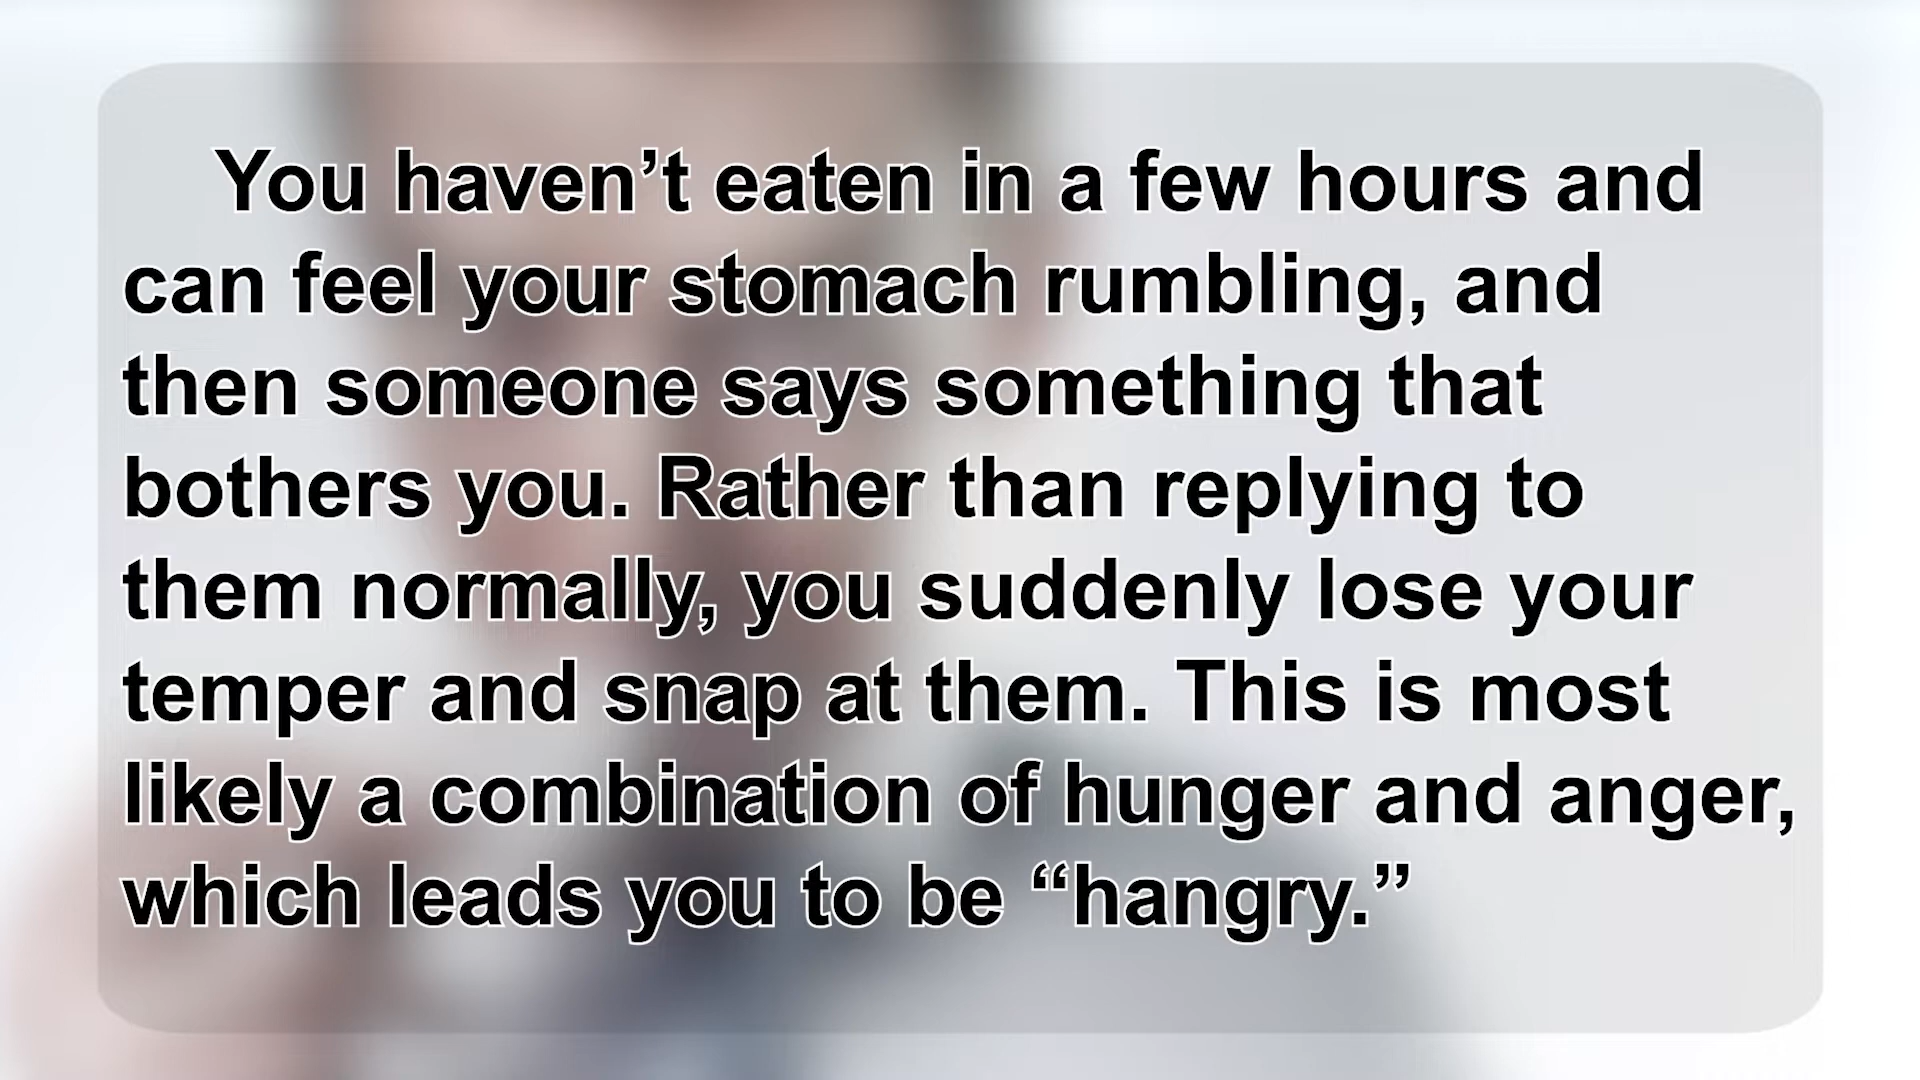 You haven’t eaten in a few hours and
can feel your stomach rumbling, and
then someone says something that
bothers you. Rather than replying to
them normally, you suddenly lose your
temper and snap at them. This is most
likely a combination of hunger and anger,
which leads you to be “hangry.”